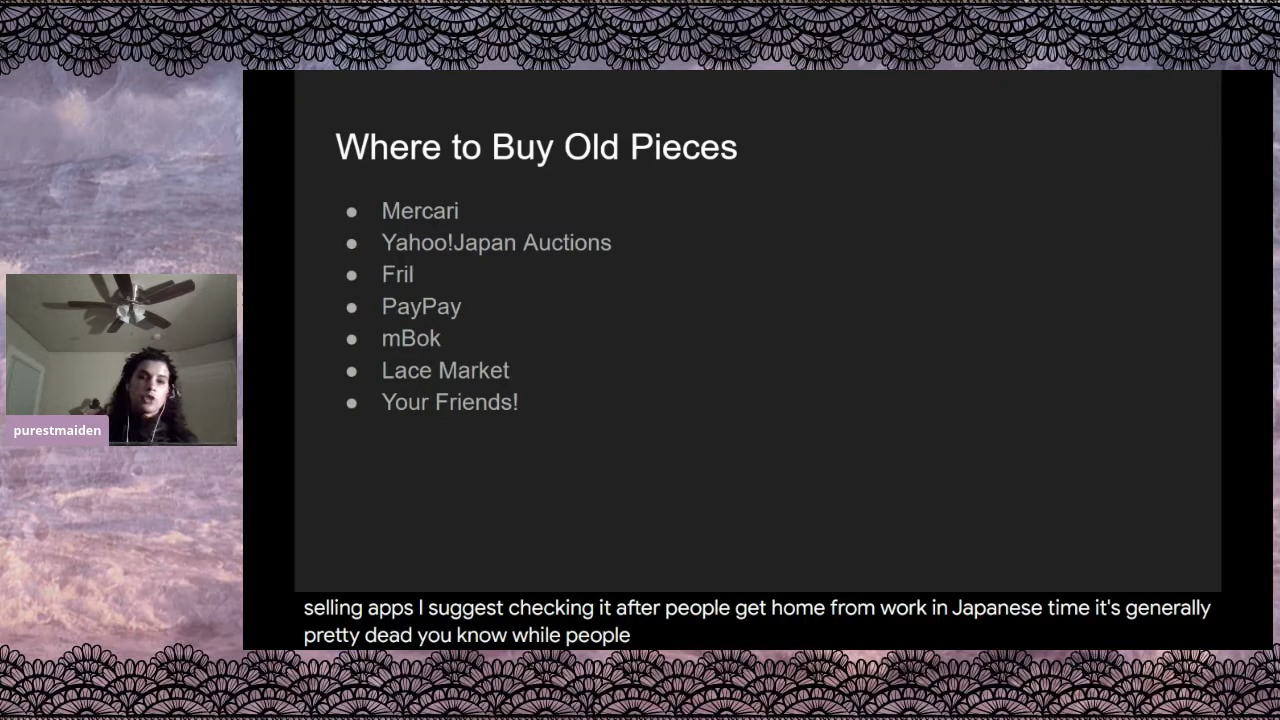 Where to Buy Old Pieces
● Mercari
● Yahoo!Japan Auctions
● Fril
● PayPay
● mBok
● Lace Market
● Your Friends!
purestmaiden
selling apps I suggest checking it after people get home from work in Japanese time it's generally
pretty dead you know while people